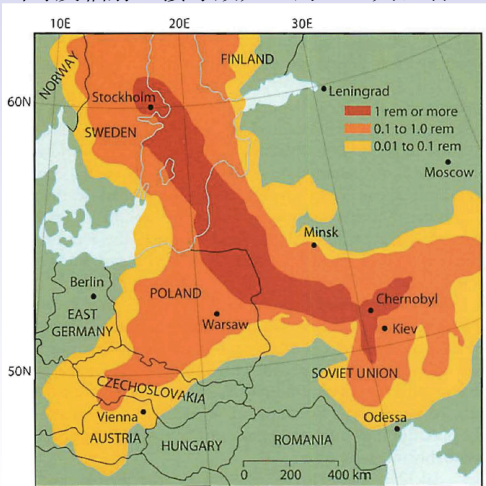 10E 20E 30E
60N
50N
NORWAY
FINLAND
Leningrad
Stockholm
1 rem or more
0.1 to 1.0 rem
0.01 to 0.1 rem
SWEDEN
Moscow
Minsk
Berlin
EAST
GERMANY
POLAND
Warsaw
Chernobyl
Kiev
SOVIET UNION
CZECHOSLOVAKIA
Vienna
AUSTRIA
HUNGARY
ROMANIA
Odessa
0 200 400 km